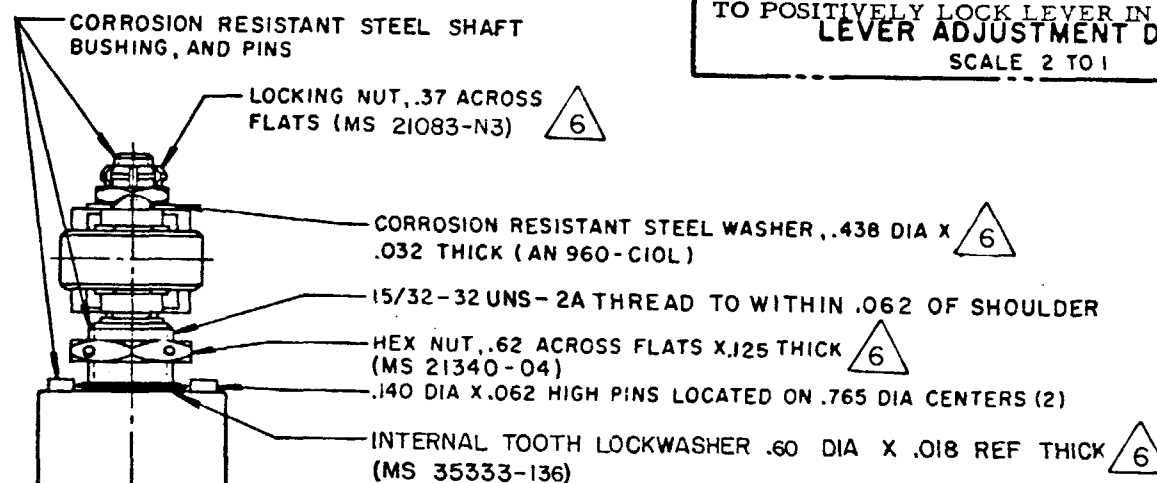 TO POSITIVELY LOCK LEVER IN
LEVER ADJUSTMENT D
SCALE 2 TO 1
CORROSION RESISTANT STEEL SHAFT
BUSHING, AND PINS
LOCKING NUT, .37 ACROSS
FLATS (MS 21083-N3) 6
CORROSION RESISTANT STEEL WASHER, .438 DIA X 6
.032 THICK (AN 960-C10L)
15/32-32 UNS-2A THREAD TO WITHIN .062 OF SHOULDER
HEX NUT, .62 ACROSS FLATS X .125 THICK 6
(MS 21340-04)
.140 DIA X .062 HIGH PINS LOCATED ON .765 DIA CENTERS (2)
INTERNAL TOOTH LOCKWASHER .60 DIA X .018 REF THICK 6
(MS 35333-136)